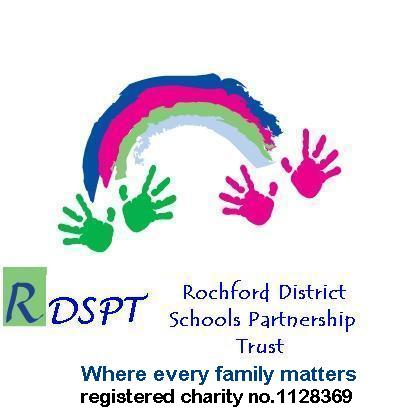 RDSPT
Rochford District
Schools Partnership
Trust
Where every family matters
registered charity no.1128369